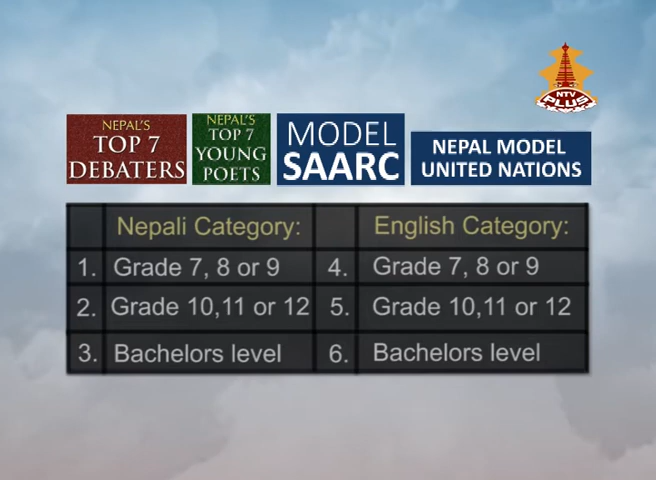 NTV
PLUS
NEPAL'S
TOP 7
DEBATERS
NEPAL'S
TOP 7
YOUNG
POETS
MODEL
SAARC
NEPAL MODEL
UNITED NATIONS
Nepali Category: English Category:
1. Grade 7, 8 or 9 4. Grade 7, 8 or 9
2. Grade 10,11 or 12 5. Grade 10,11 or 12
3. Bachelors level 6. Bachelors level